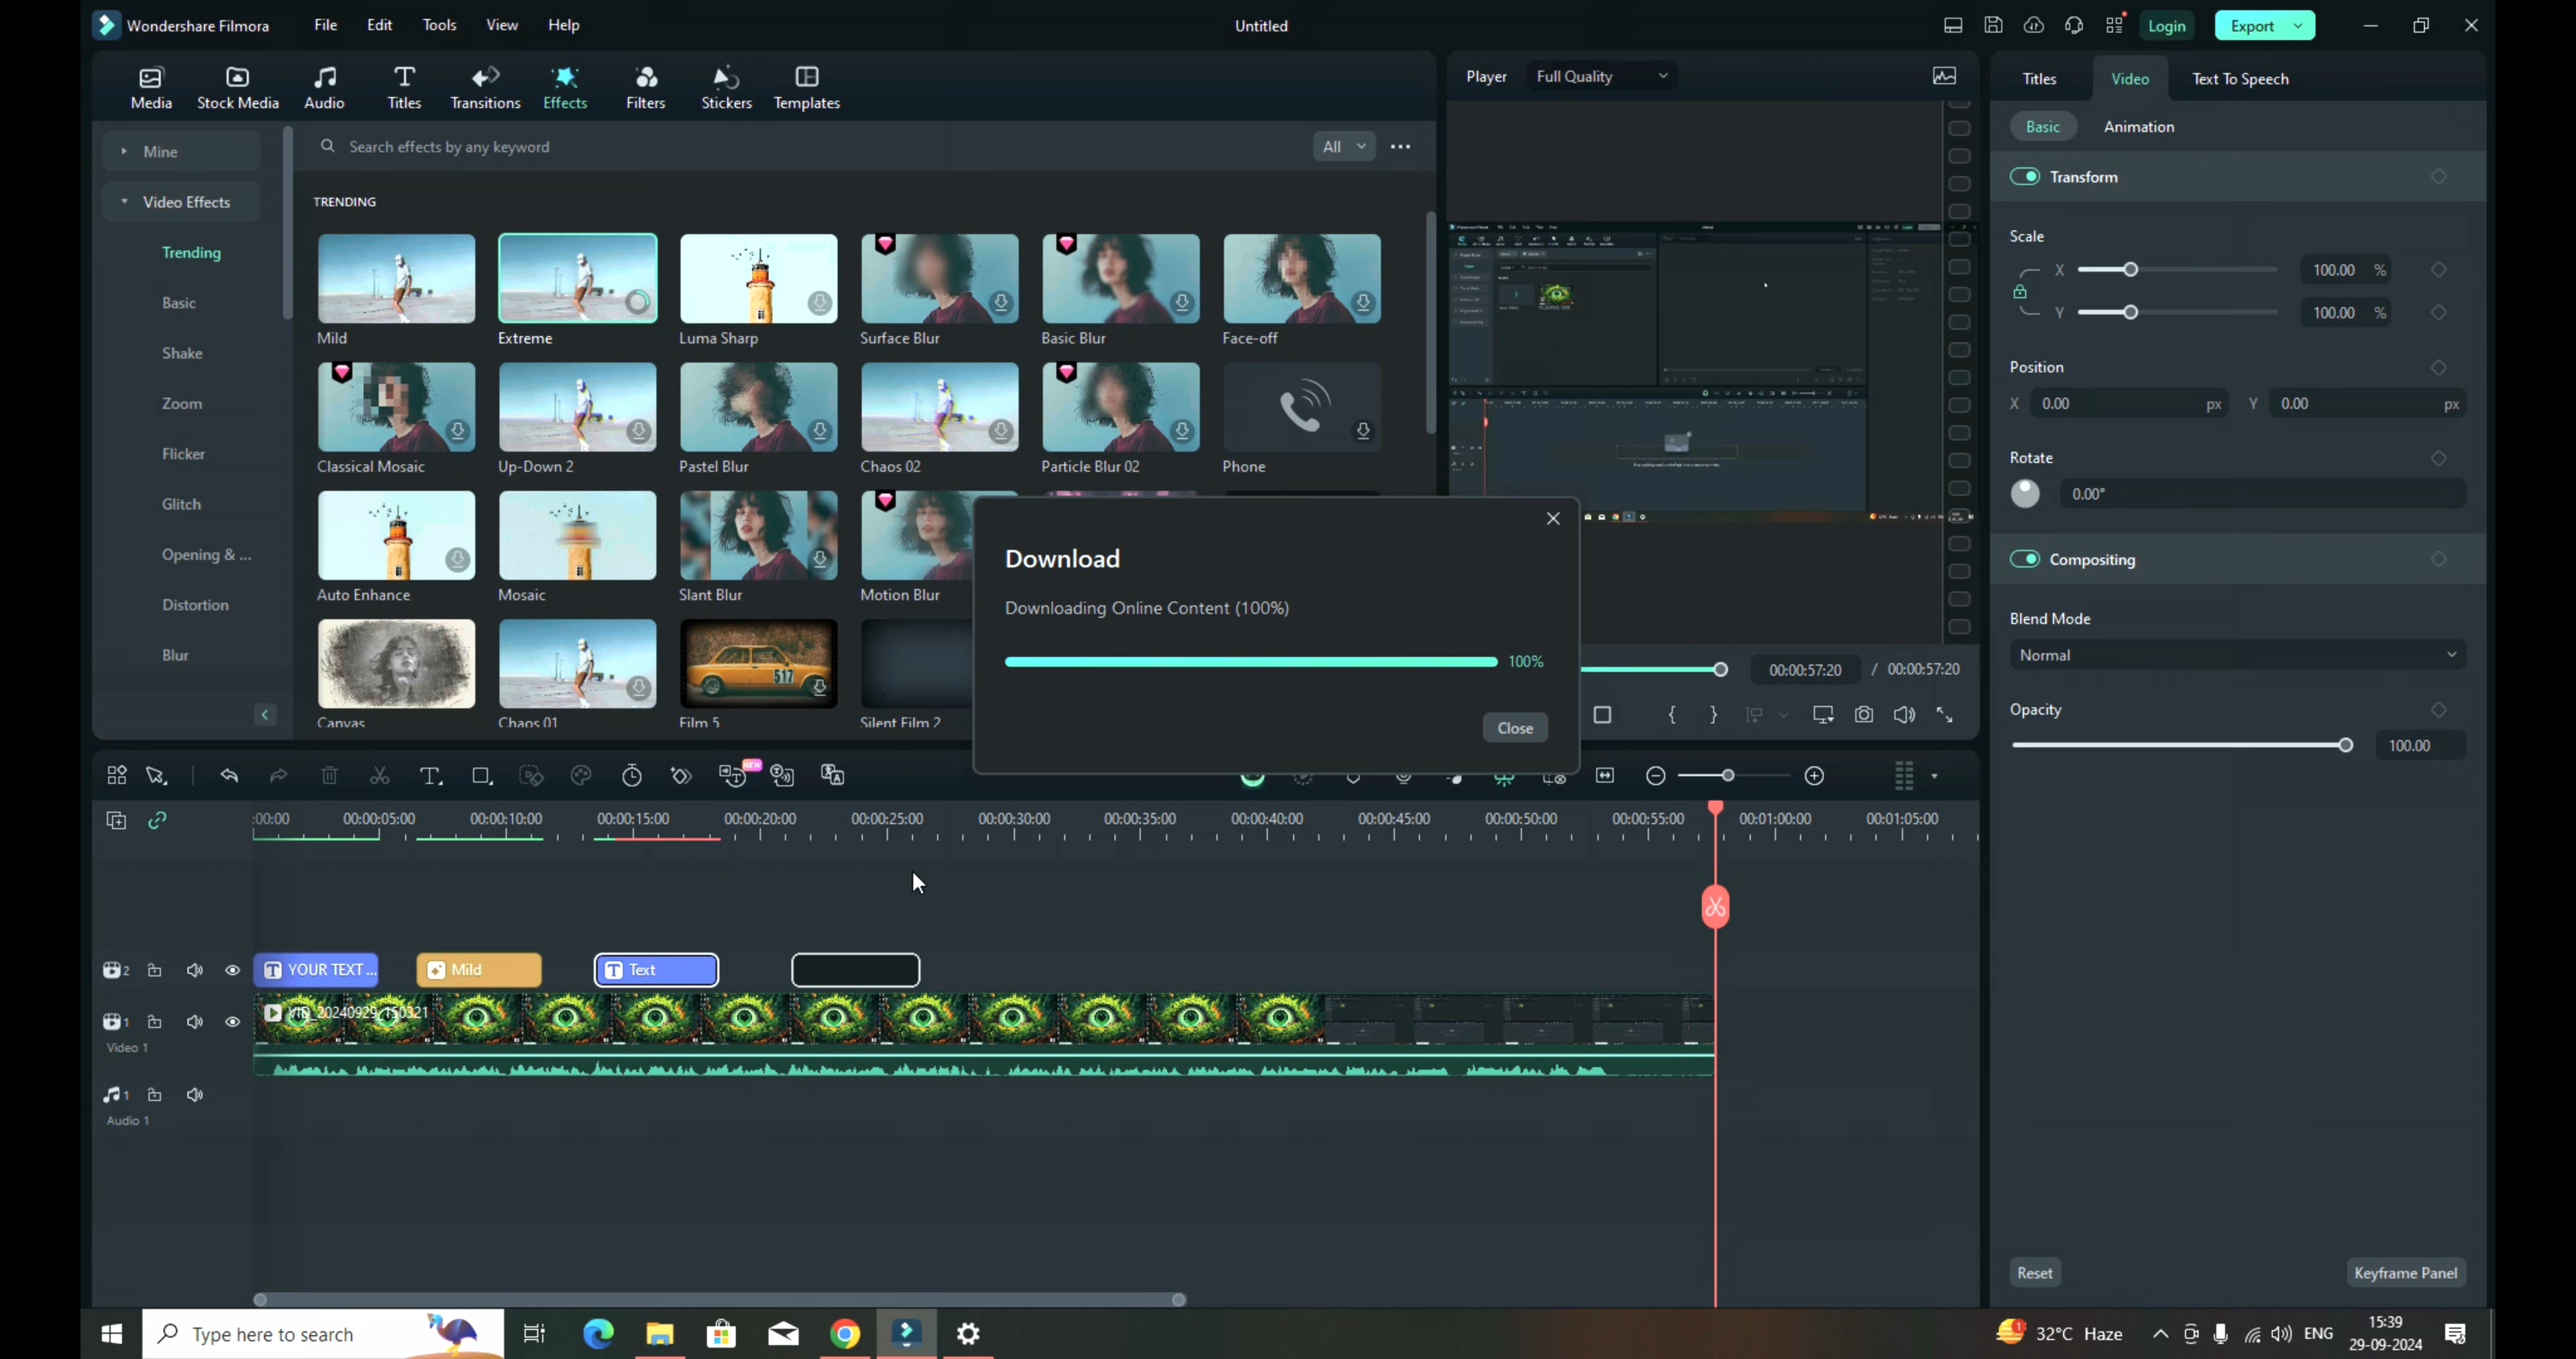 Wondershare Filmora
File Edit Tools View Help
Untitled
Login
Export
Media Stock Media Audio Titles Transitions Effects Filters Stickers Templates
Player Full Quality
Titles Video Text To Speech
Basic Animation
Mine
Video Effects
Trending
Basic
Shake
Zoom
Flicker
Glitch
Opening & ...
Distortion
Blur
Search effects by any keyword
All
TRENDING
Mild Extreme Luma Sharp Surface Blur Basic Blur Face-off
Classical Mosaic Up-Down 2 Pastel Blur Chaos 02 Particle Blur 02 Phone
Auto Enhance Mosaic Slant Blur Motion Blur
517
Canvas Chaos 01 Film 5 Silent Film 2
Download
Downloading Online Content (100%)
100%
Close
00:00:57:20 / 00:00:57:20
Transform
Scale
X 100.00 %
Y 100.00 %
Position
X 0.00 px Y 0.00 px
Rotate
0.00°
Compositing
Blend Mode
Normal
Opacity
100.00
Reset
Keyframe Panel
NEW
:00:00 00:00:05:00 00:00:10:00 00:00:15:00 00:00:20:00 00:00:25:00 00:00:30:00 00:00:35:00 00:00:40:00 00:00:45:00 00:00:50:00 00:00:55:00 00:01:00:00 00:01:05:00
2 YOUR TEXT ... Mild Text
1 VID_20240929_150321
Video 1
1
Audio 1
Type here to search
32°C Haze
ENG
15:39
29-09-2024